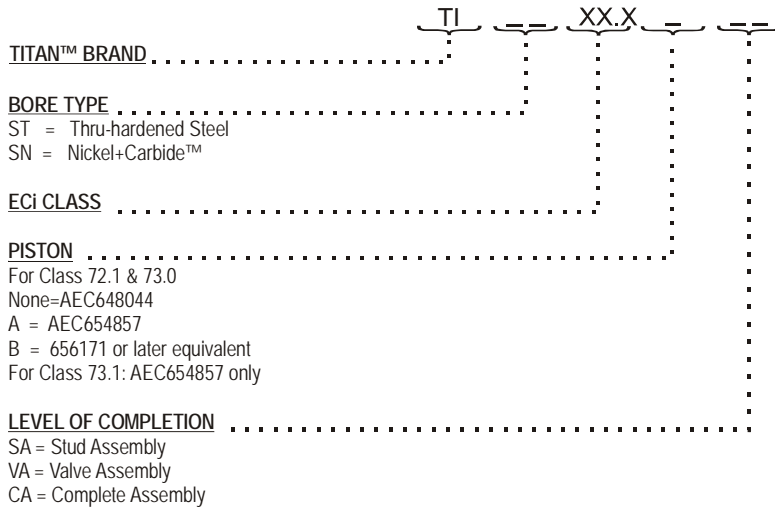 TI _ _ XX.X _ _ _
TITAN™ BRAND
BORE TYPE
ST = Thru-hardened Steel
SN = Nickel+Carbide™
ECi CLASS
PISTON
For Class 72.1 & 73.0
None=AEC648044
A = AEC654857
B = 656171 or later equivalent
For Class 73.1: AEC654857 only
LEVEL OF COMPLETION
SA = Stud Assembly
VA = Valve Assembly
CA = Complete Assembly